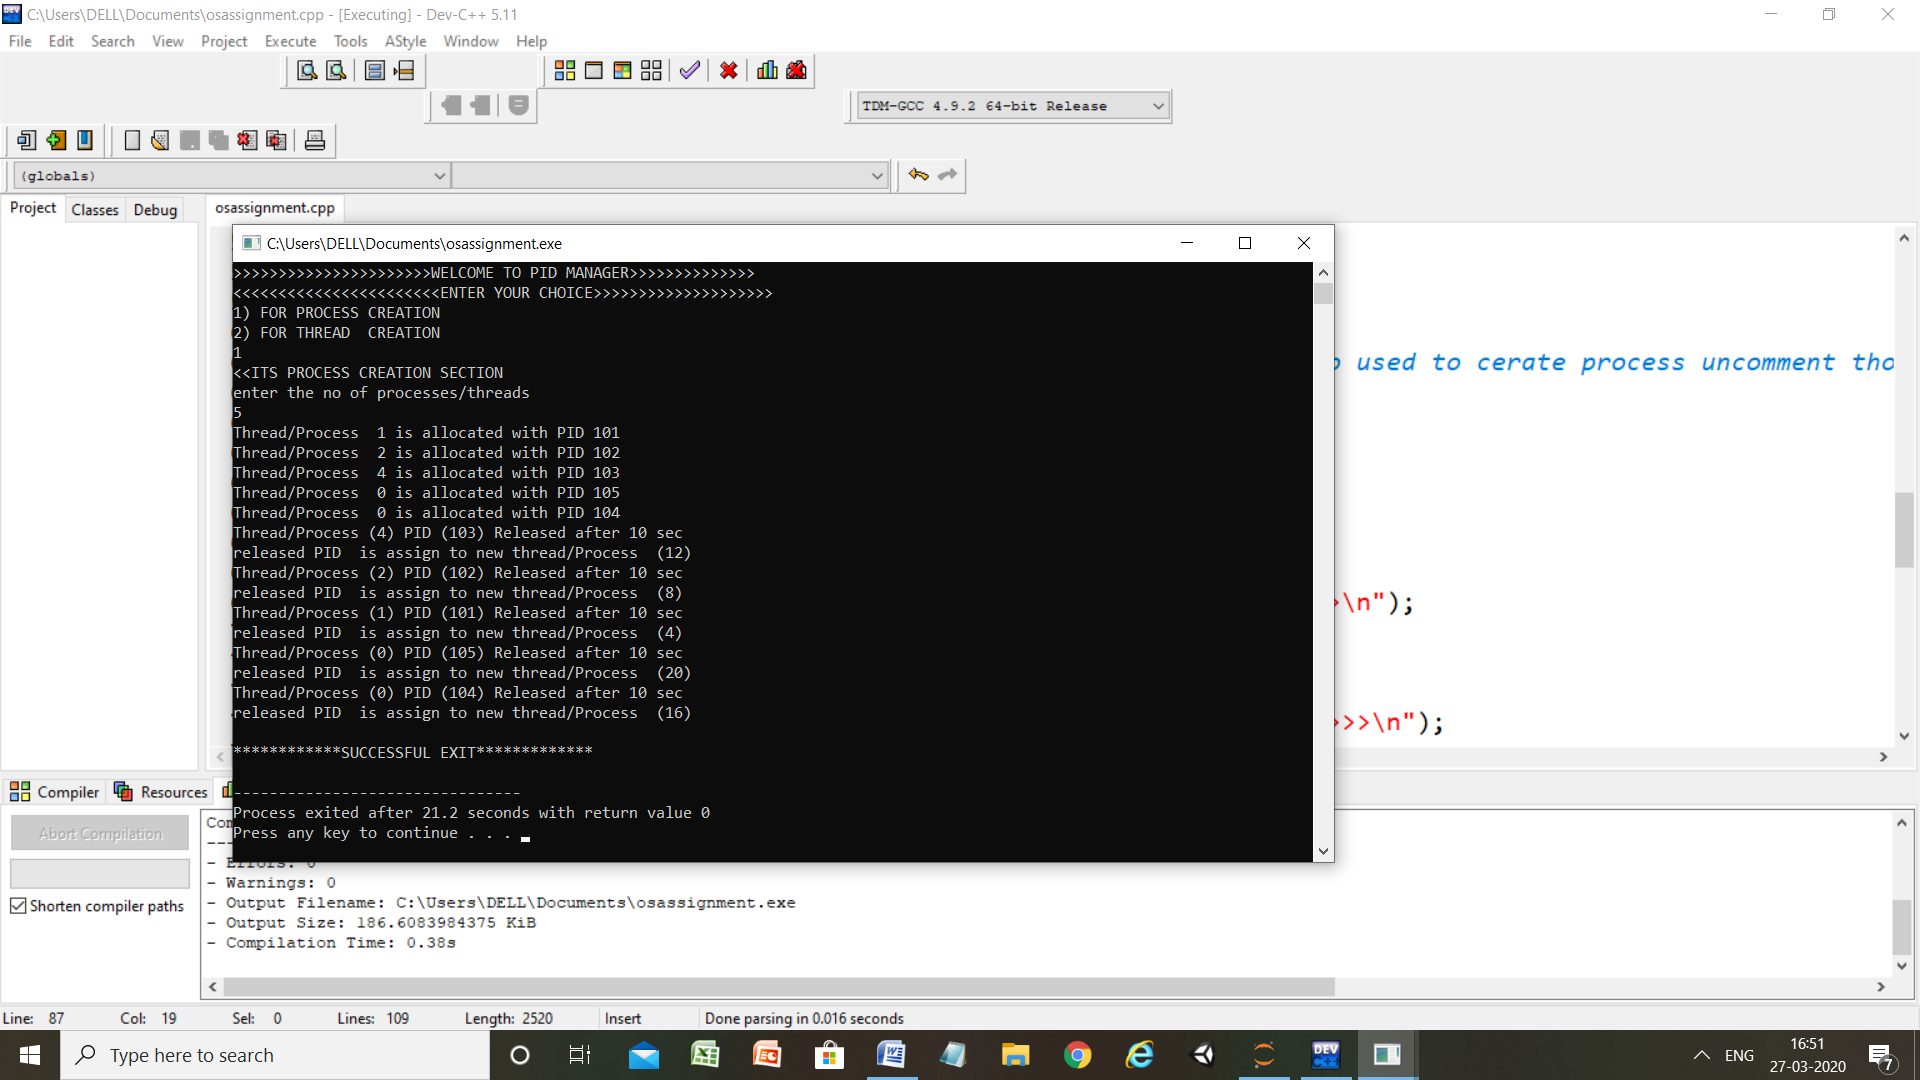 C:\Users\DELL\Documents\osassignment.cpp - [Executing] - Dev-C++ 5.11
File Edit Search View Project Execute Tools AStyle Window Help
TDM-GCC 4.9.2 64-bit Release
(globals)
Project Classes Debug
osassignment.cpp
C:\Users\DELL\Documents\osassignment.exe
>>>>>>>>>>>>>>>>>>>>>>WELCOME TO PID MANAGER>>>>>>>>>>>>>>
<<<<<<<<<<<<<<<<<<<<<<<ENTER YOUR CHOICE>>>>>>>>>>>>>>>>>>>>
1) FOR PROCESS CREATION
2) FOR THREAD  CREATION
1
<<ITS PROCESS CREATION SECTION
enter the no of processes/threads
5
Thread/Process  1 is allocated with PID 101
Thread/Process  2 is allocated with PID 102
Thread/Process  4 is allocated with PID 103
Thread/Process  0 is allocated with PID 105
Thread/Process  0 is allocated with PID 104
Thread/Process (4) PID (103) Released after 10 sec
released PID  is assign to new thread/Process  (12)
Thread/Process (2) PID (102) Released after 10 sec
released PID  is assign to new thread/Process  (8)
Thread/Process (1) PID (101) Released after 10 sec
released PID  is assign to new thread/Process  (4)
Thread/Process (0) PID (105) Released after 10 sec
released PID  is assign to new thread/Process  (20)
Thread/Process (0) PID (104) Released after 10 sec
released PID  is assign to new thread/Process  (16)
************SUCCESSFUL EXIT*************
--------------------------------
Process exited after 21.2 seconds with return value 0
Press any key to continue . . .
used to cerate process uncomment tho
>\n");
>>>\n");
Compiler Resources
Abort Compilation
Shorten compiler paths
- Errors: 0
- Warnings: 0
- Output Filename: C:\Users\DELL\Documents\osassignment.exe
- Output Size: 186.6083984375 KiB
- Compilation Time: 0.38s
Line: 87 Col: 19 Sel: 0 Lines: 109 Length: 2520 Insert Done parsing in 0.016 seconds
Type here to search
ENG
16:51
27-03-2020
7